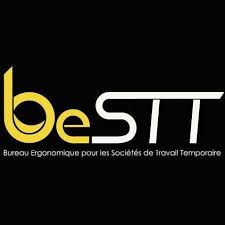 beSTT
Bureau Ergonomique pour les Sociétés de Travail Temporaire